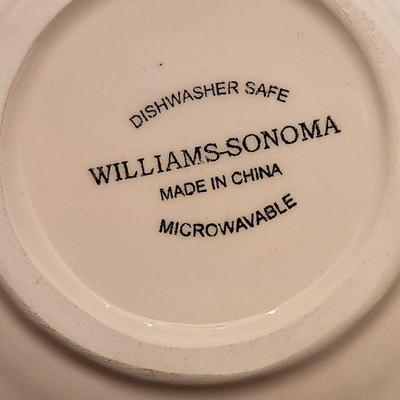 DISHWASHER SAFE
WILLIAMS-SONOMA
MADE IN CHINA
MICROWAVABLE